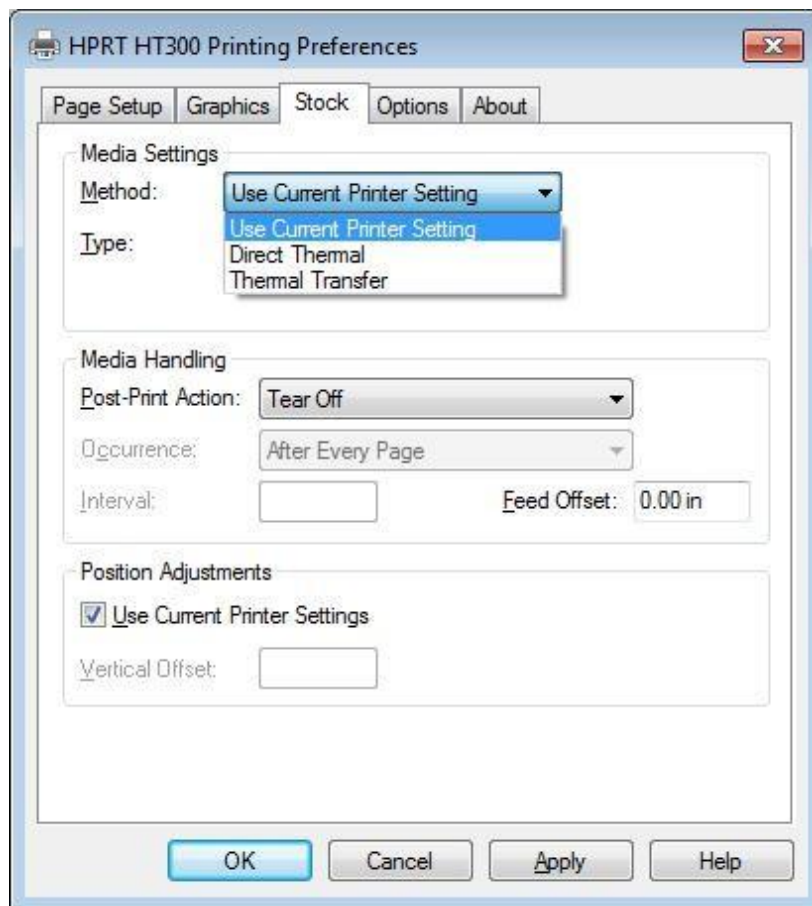 HPRT HT300 Printing Preferences
Page Setup Graphics Stock Options About
Media Settings
Method: Use Current Printer Setting
Use Current Printer Setting
Type: Direct Thermal
Thermal Transfer
Media Handling
Post-Print Action: Tear Off
Occurrence: After Every Page
Interval: Feed Offset: 0.00 in
Position Adjustments
Use Current Printer Settings
Vertical Offset:
OK Cancel Apply Help